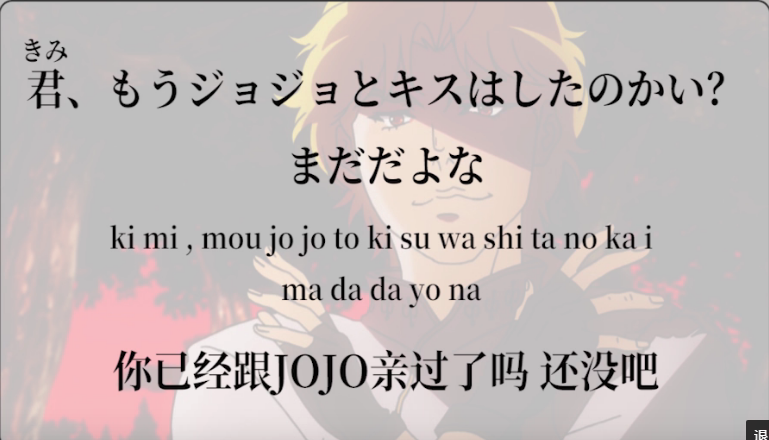 きみ
君、もうジョジョとキスはしたのかい？
まだだよな
ki mi , mou jo jo to ki su wa shi ta no ka i
ma da da yo na
你已经跟JOJO亲过了吗 还没吧
退